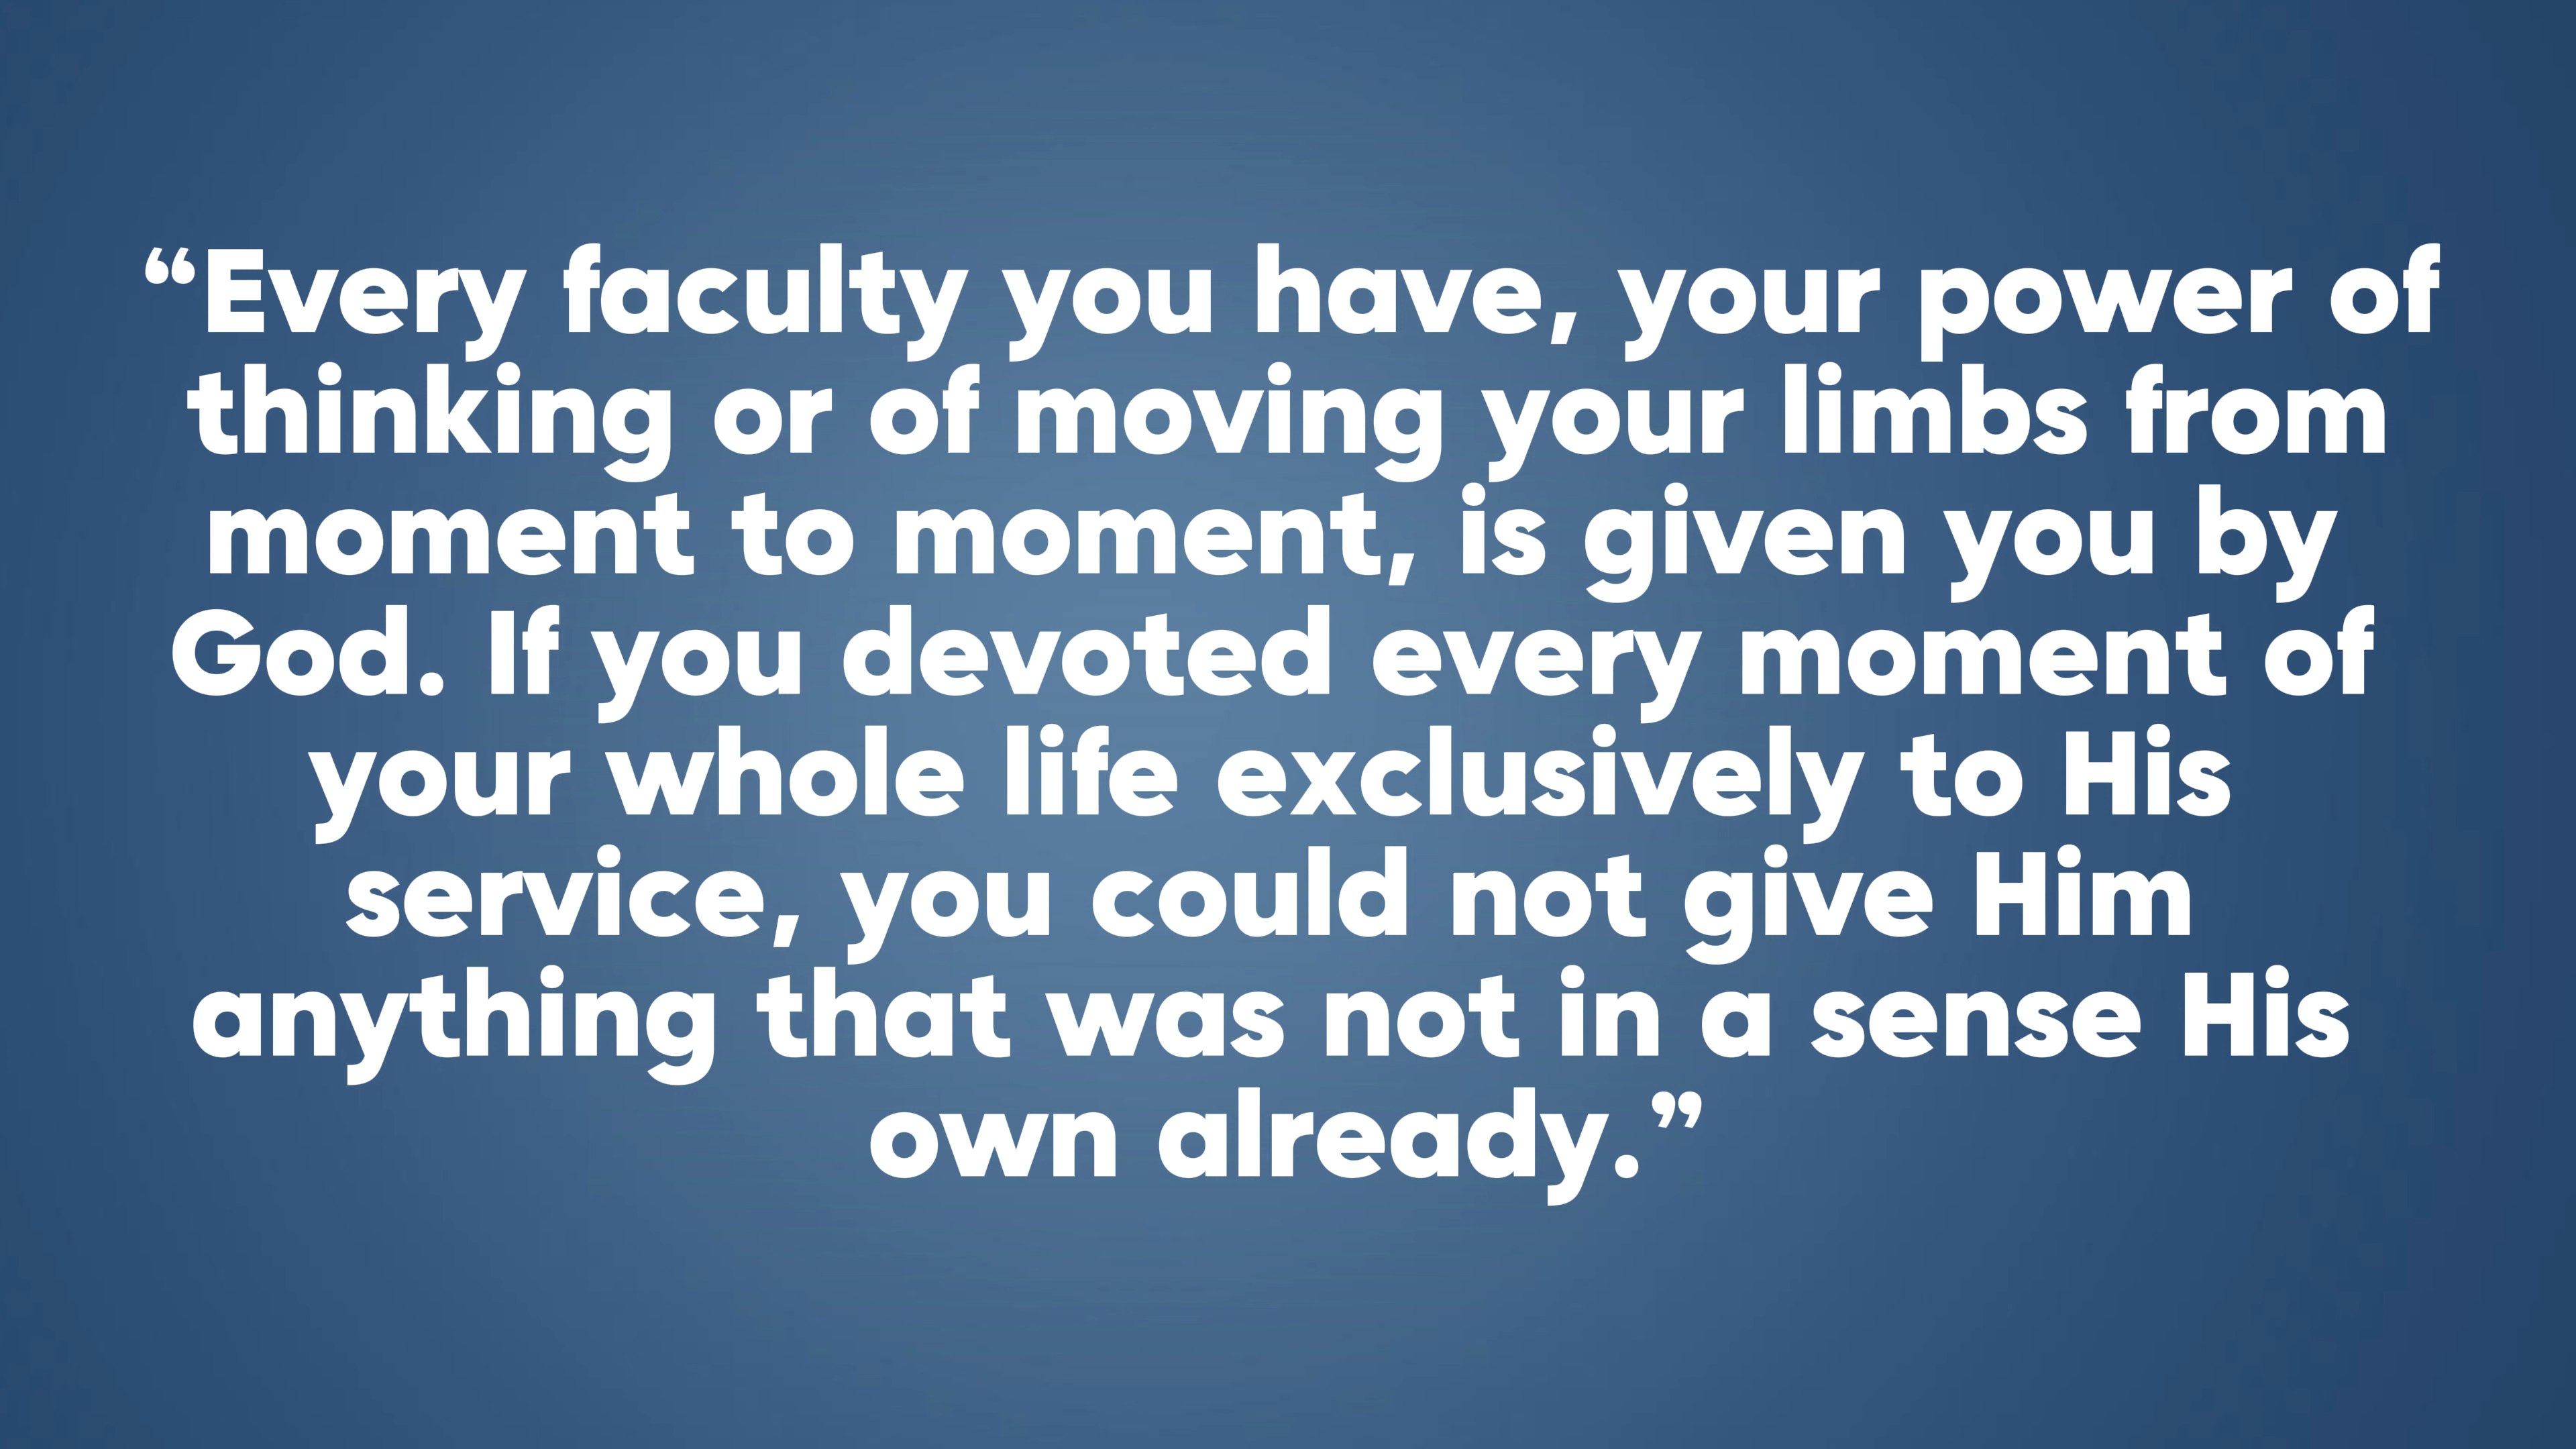 “Every faculty you have, your power of
thinking or of moving your limbs from
moment to moment, is given you by
God. If you devoted every moment of
your whole life exclusively to His
service, you could not give Him
anything that was not in a sense His
own already.”